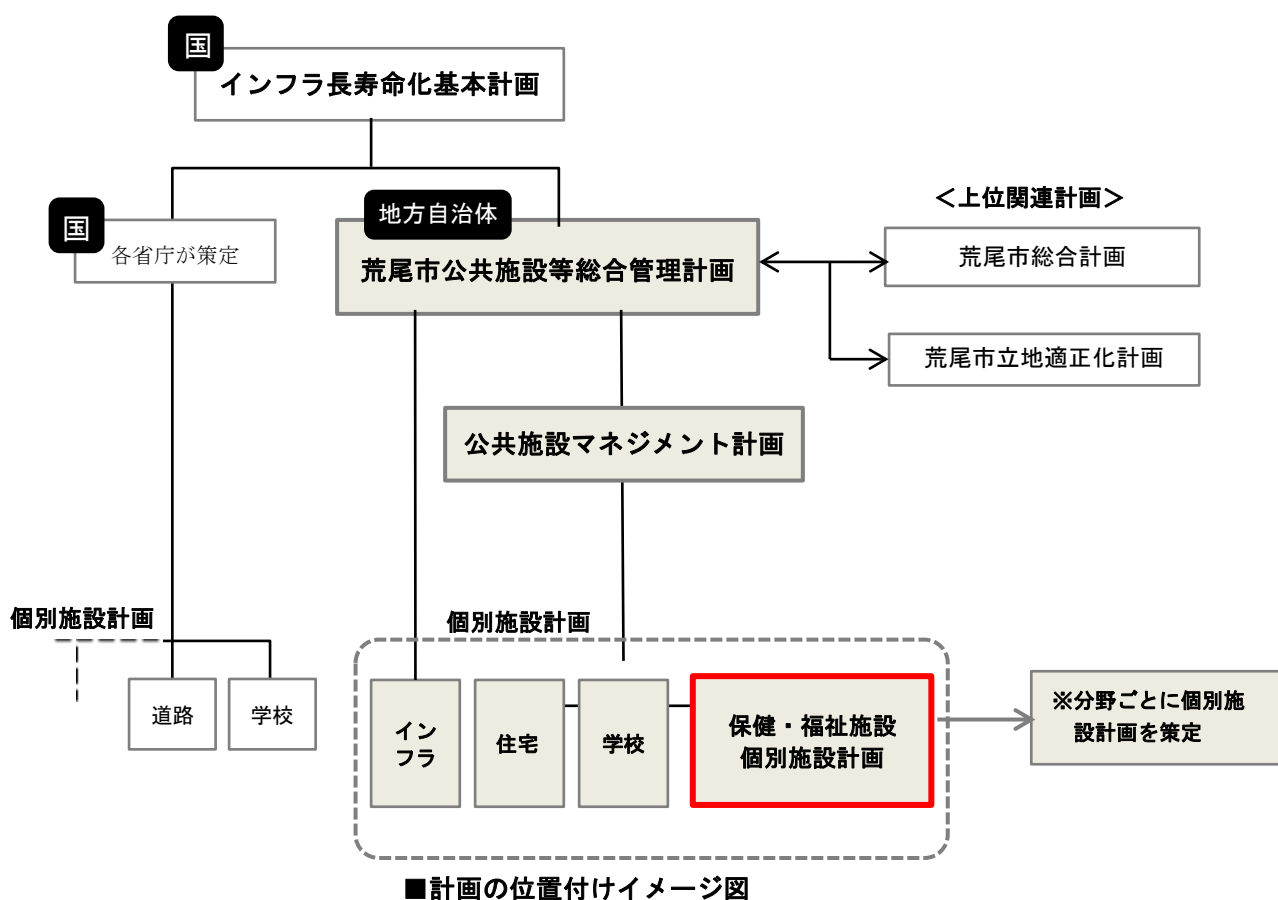 国
インフラ長寿命化基本計画
国
各省庁が策定
地方自治体
荒尾市公共施設等総合管理計画
<上位関連計画>
荒尾市総合計画
荒尾市立地適正化計画
公共施設マネジメント計画
個別施設計画
道路
学校
個別施設計画
イン
フラ
住宅
学校
保健・福祉施設
個別施設計画
※分野ごとに個別施
設計画を策定
■計画の位置付けイメージ図